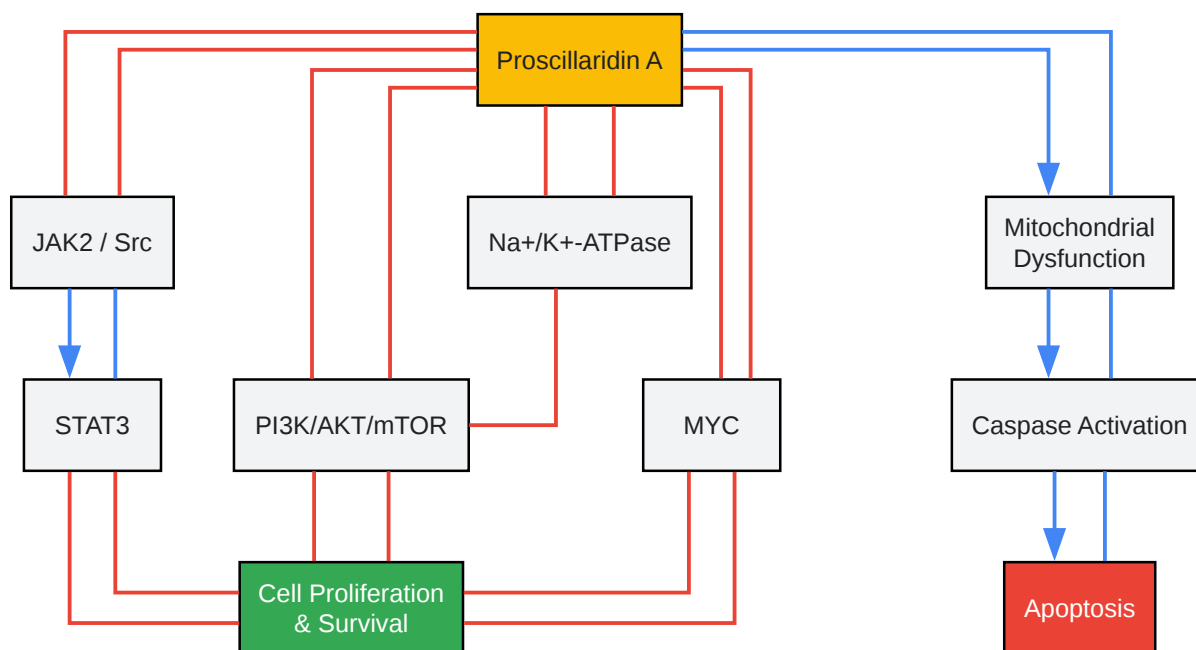 Proscillaridin A
JAK2 / Src
Na+/K+-ATPase
Mitochondrial
Dysfunction
STAT3
PI3K/AKT/mTOR
MYC
Caspase Activation
Cell Proliferation
& Survival
Apoptosis